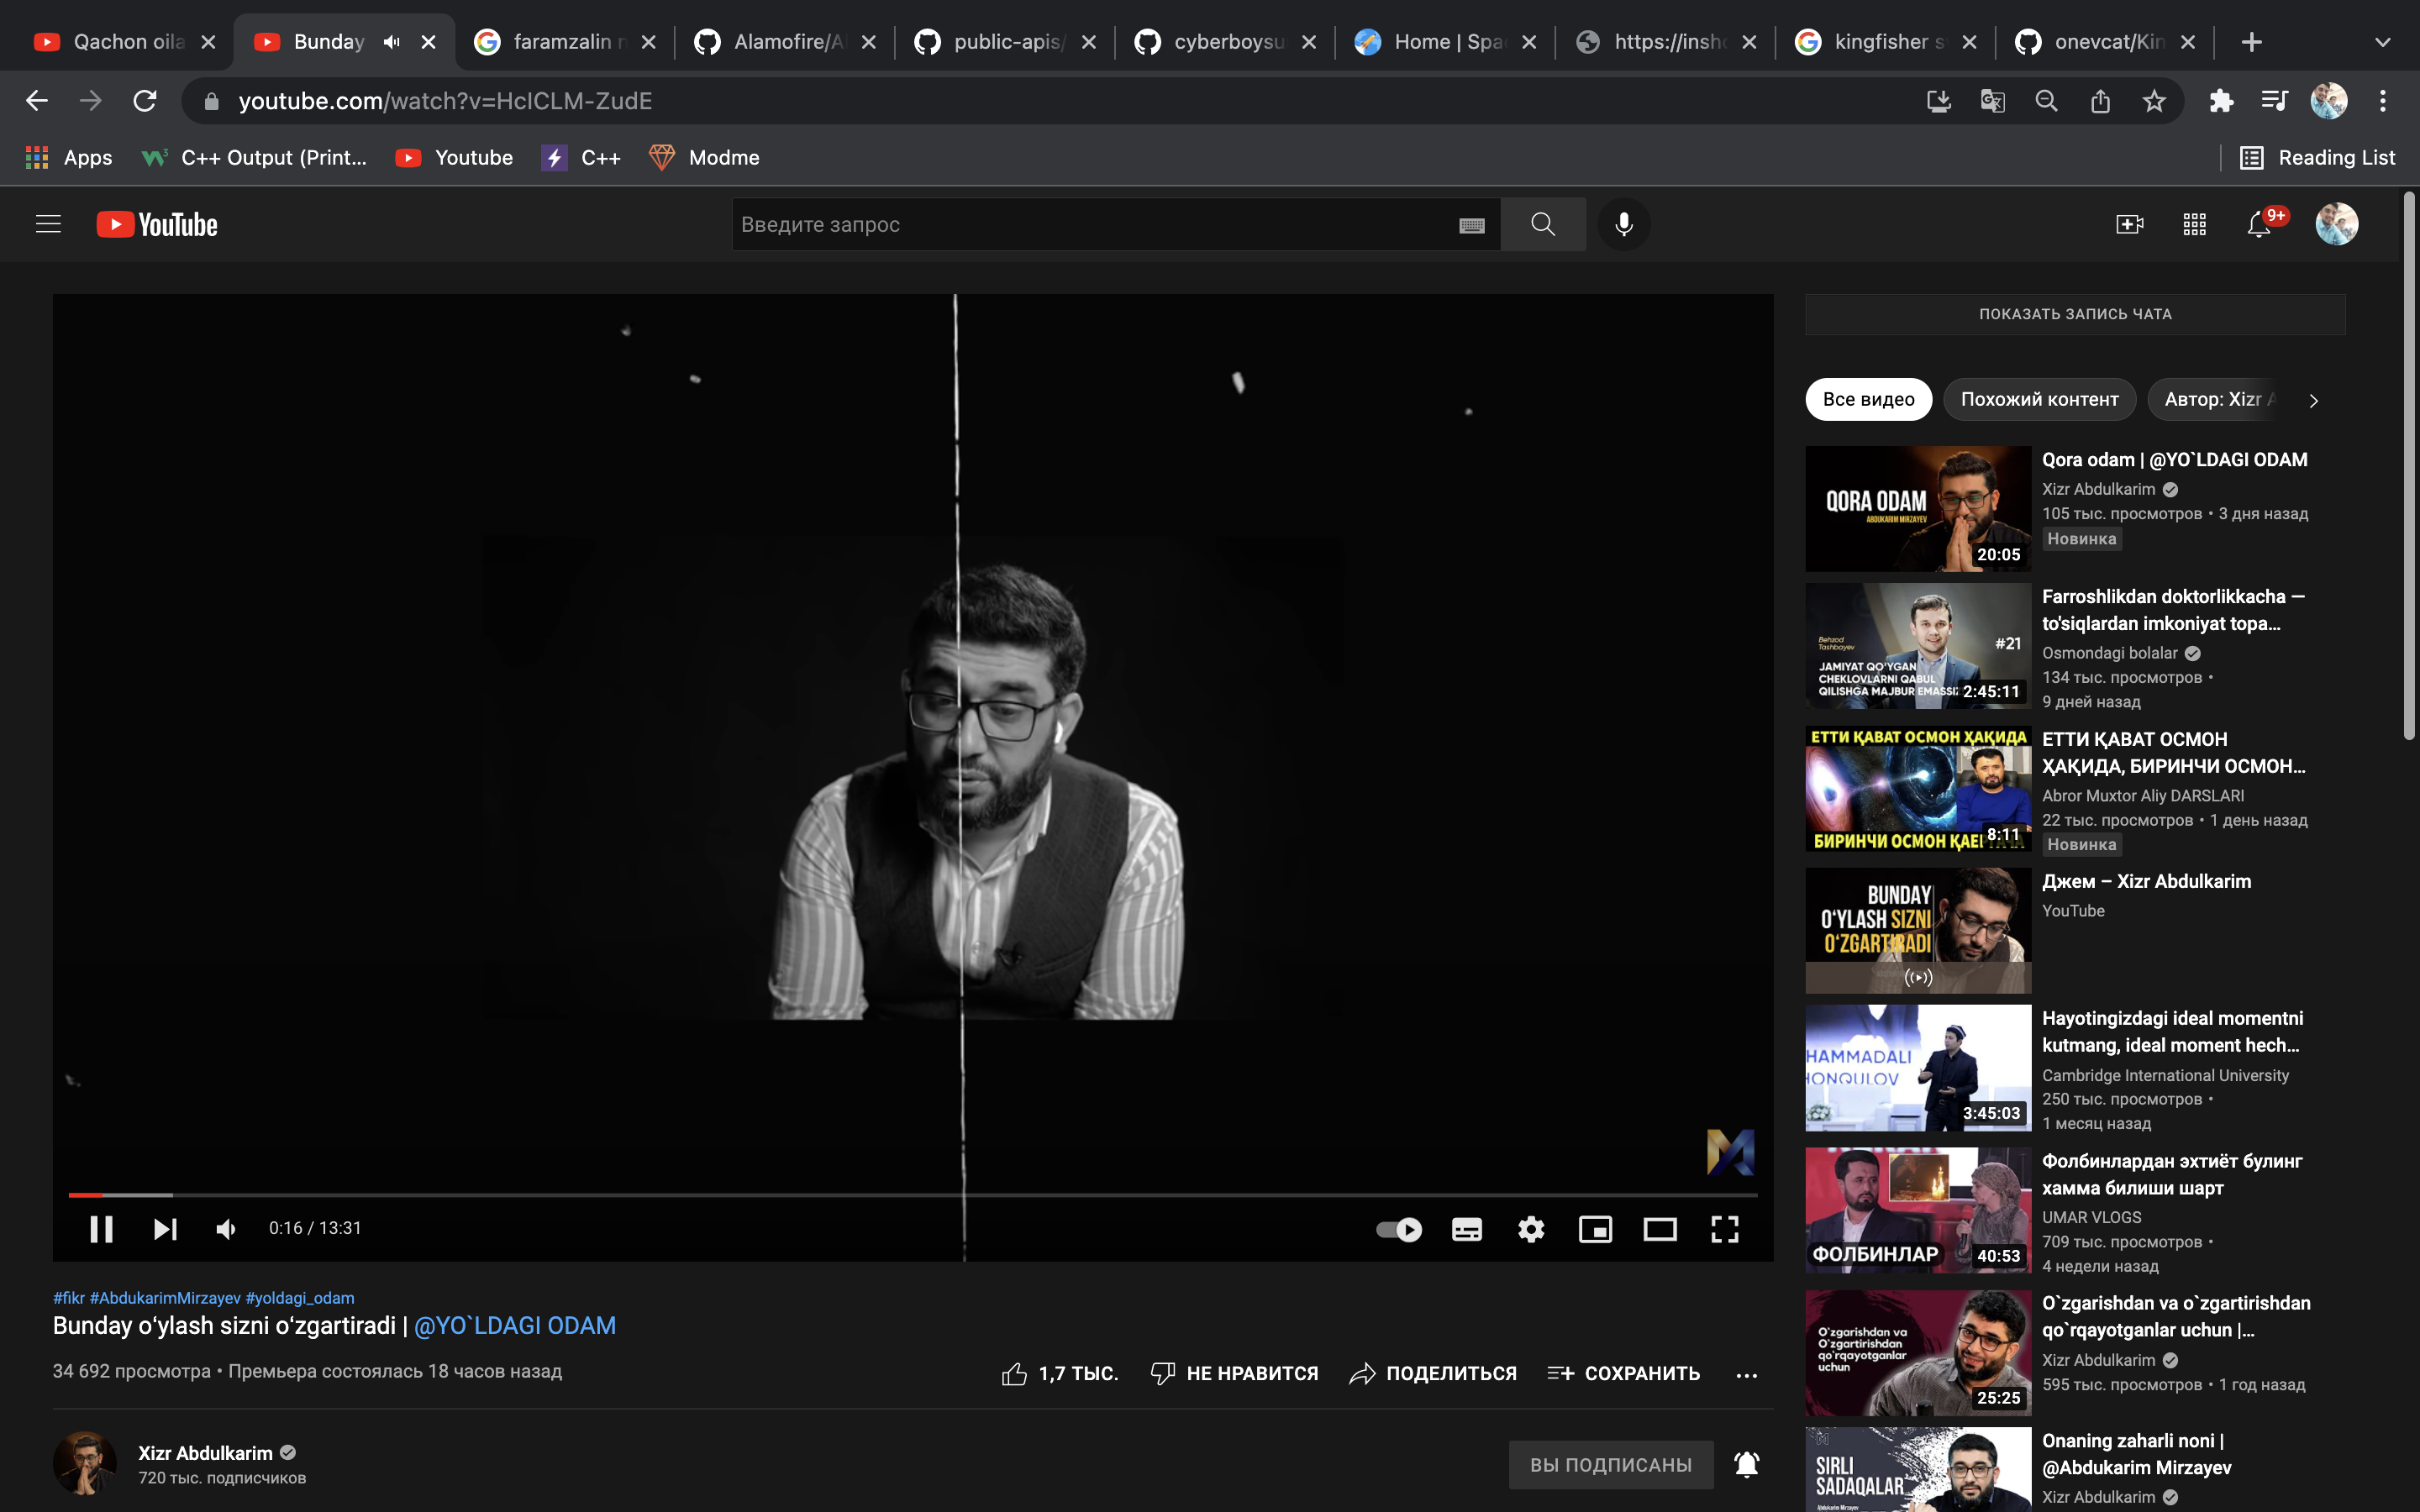 Qachon oila
Bunday
faramzalin n
Alamofire/A
public-apis/
cyberboysu
Home | Spac
https://insho
kingfisher s
onevcat/Kin
youtube.com/watch?v=HcICLM-ZudE
Apps
C++ Output (Print...
Youtube
C++
Modme
Reading List
YouTube
Введите запрос
9+
ПОКАЗАТЬ ЗАПИСЬ ЧАТА
Все видео
Похожий контент
Автор: Xizr A
QORA ODAM
ABDUKARIM MIRZAYEV
20:05
Qora odam | @YO`LDAGI ODAM
Xizr Abdulkarim
105 тыс. просмотров • 3 дня назад
Новинка
Behzod
Tashbayev
#21
JAMIYAT QO'YGAN
CHEKLOVLARNI QABUL
QILISHGA MAJBUR EMASSIZ
2:45:11
Farroshlikdan doktorlikkacha —
to'siqlardan imkoniyat topa...
Osmondagi bolalar
134 тыс. просмотров •
9 дней назад
ЕТТИ ҚАВАТ ОСМОН ҲАҚИДА
БИРИНЧИ ОСМОН
8:11
ЕТТИ ҚАВАТ ОСМОН
ҲАҚИДА, БИРИНЧИ ОСМОН...
Abror Muxtor Aliy DARSLARI
22 тыс. просмотров • 1 день назад
Новинка
BUNDAY
O'YLASH SIZNI
O'ZGARTIRADI
Джем – Xizr Abdulkarim
YouTube
HAMMADALI
HONQULOV
3:45:03
Hayotingizdagi ideal momentni
kutmang, ideal moment hech...
Cambridge International University
250 тыс. просмотров •
1 месяц назад
ФОЛБИНЛАР
40:53
Фолбинлардан эхтиёт булинг
хамма билиши шарт
UMAR VLOGS
709 тыс. просмотров •
4 недели назад
O'zgarishdan va
O'zgartirishdan
qo'rqayotganlar
uchun
25:25
O`zgarishdan va o`zgartirishdan
qo`rqayotganlar uchun |...
Xizr Abdulkarim
595 тыс. просмотров • 1 год назад
SIRLI
SADAQALAR
Abdukarim Mirzayev
Onaning zaharli noni |
@Abdukarim Mirzayev
Xizr Abdulkarim
0:16 / 13:31
#fikr #AbdukarimMirzayev #yoldagi_odam
Bunday o‘ylash sizni o‘zgartiradi | @YO`LDAGI ODAM
34 692 просмотра • Премьера состоялась 18 часов назад
1,7 ТЫС.
НЕ НРАВИТСЯ
ПОДЕЛИТЬСЯ
СОХРАНИТЬ
Xizr Abdulkarim
720 тыс. подписчиков
ВЫ ПОДПИСАНЫ